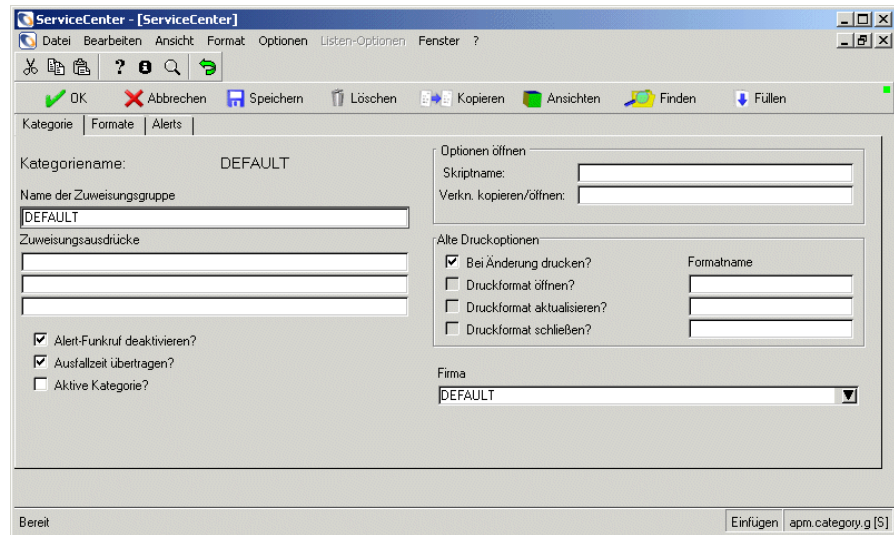 ServiceCenter - [ServiceCenter]
Datei Bearbeiten Ansicht Format Optionen Listen-Optionen Fenster ?
OK Abbrechen Speichern Löschen Kopieren Ansichten Finden Füllen
Kategorie Formate Alerts
Kategoriename: DEFAULT
Name der Zuweisungsgruppe
DEFAULT
Zuweisungsausdrücke
Alert-Funkruf deaktivieren?
Ausfallzeit übertragen?
Aktive Kategorie?
Optionen öffnen
Skriptname:
Verkn. kopieren/öffnen:
Alte Druckoptionen
Bei Änderung drucken? Formatname
Druckformat öffnen?
Druckformat aktualisieren?
Druckformat schließen?
Firma
DEFAULT
Bereit Einfügen apm.category.g [S]